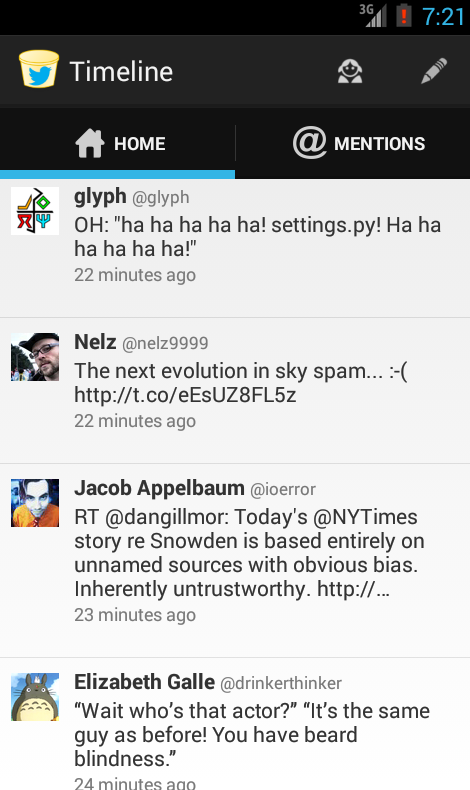 3G 7:21
Timeline
HOME @ MENTIONS
glyph @glyph
OH: "ha ha ha ha ha! settings.py! Ha ha
ha ha ha ha!"
22 minutes ago
Nelz @nelz9999
The next evolution in sky spam... :-(
http://t.co/eEsUZ8FL5z
22 minutes ago
Jacob Appelbaum @ioerror
RT @dangillmor: Today's @NYTimes
story re Snowden is based entirely on
unnamed sources with obvious bias.
Inherently untrustworthy. http://…
23 minutes ago
Elizabeth Galle @drinkerthinker
“Wait who’s that actor?” “It’s the same
guy as before! You have beard
blindness.”
24 minutes ago